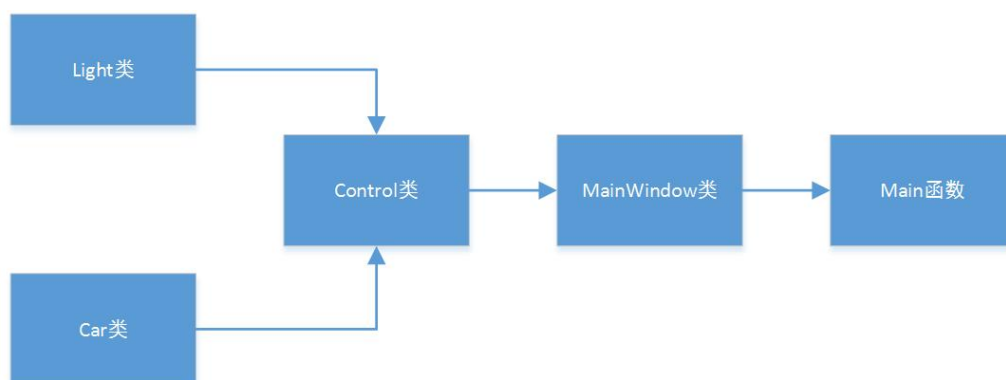 Light类
Control类
MainWindow类
Main函数
Car类